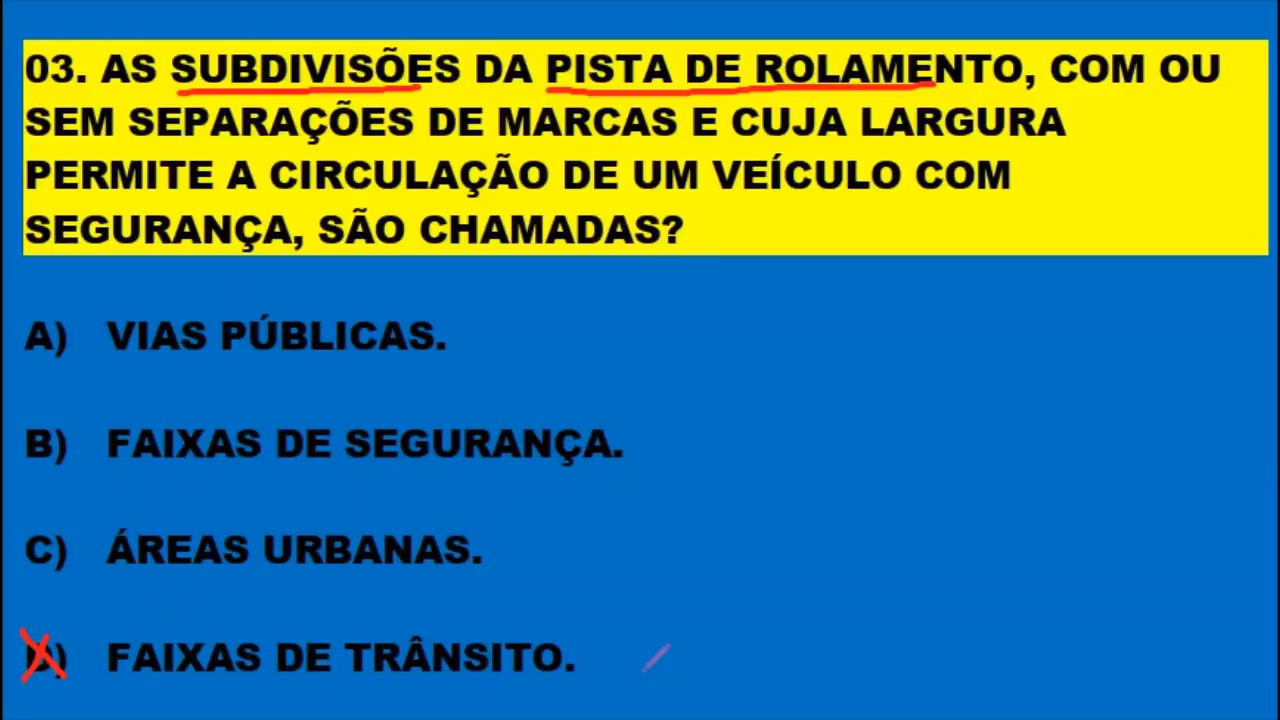 03. AS SUBDIVISÕES DA PISTA DE ROLAMENTO, COM OU
SEM SEPARAÇÕES DE MARCAS E CUJA LARGURA
PERMITE A CIRCULAÇÃO DE UM VEÍCULO COM
SEGURANÇA, SÃO CHAMADAS?
A) VIAS PÚBLICAS.
B) FAIXAS DE SEGURANÇA.
C) ÁREAS URBANAS.
D) FAIXAS DE TRÂNSITO.